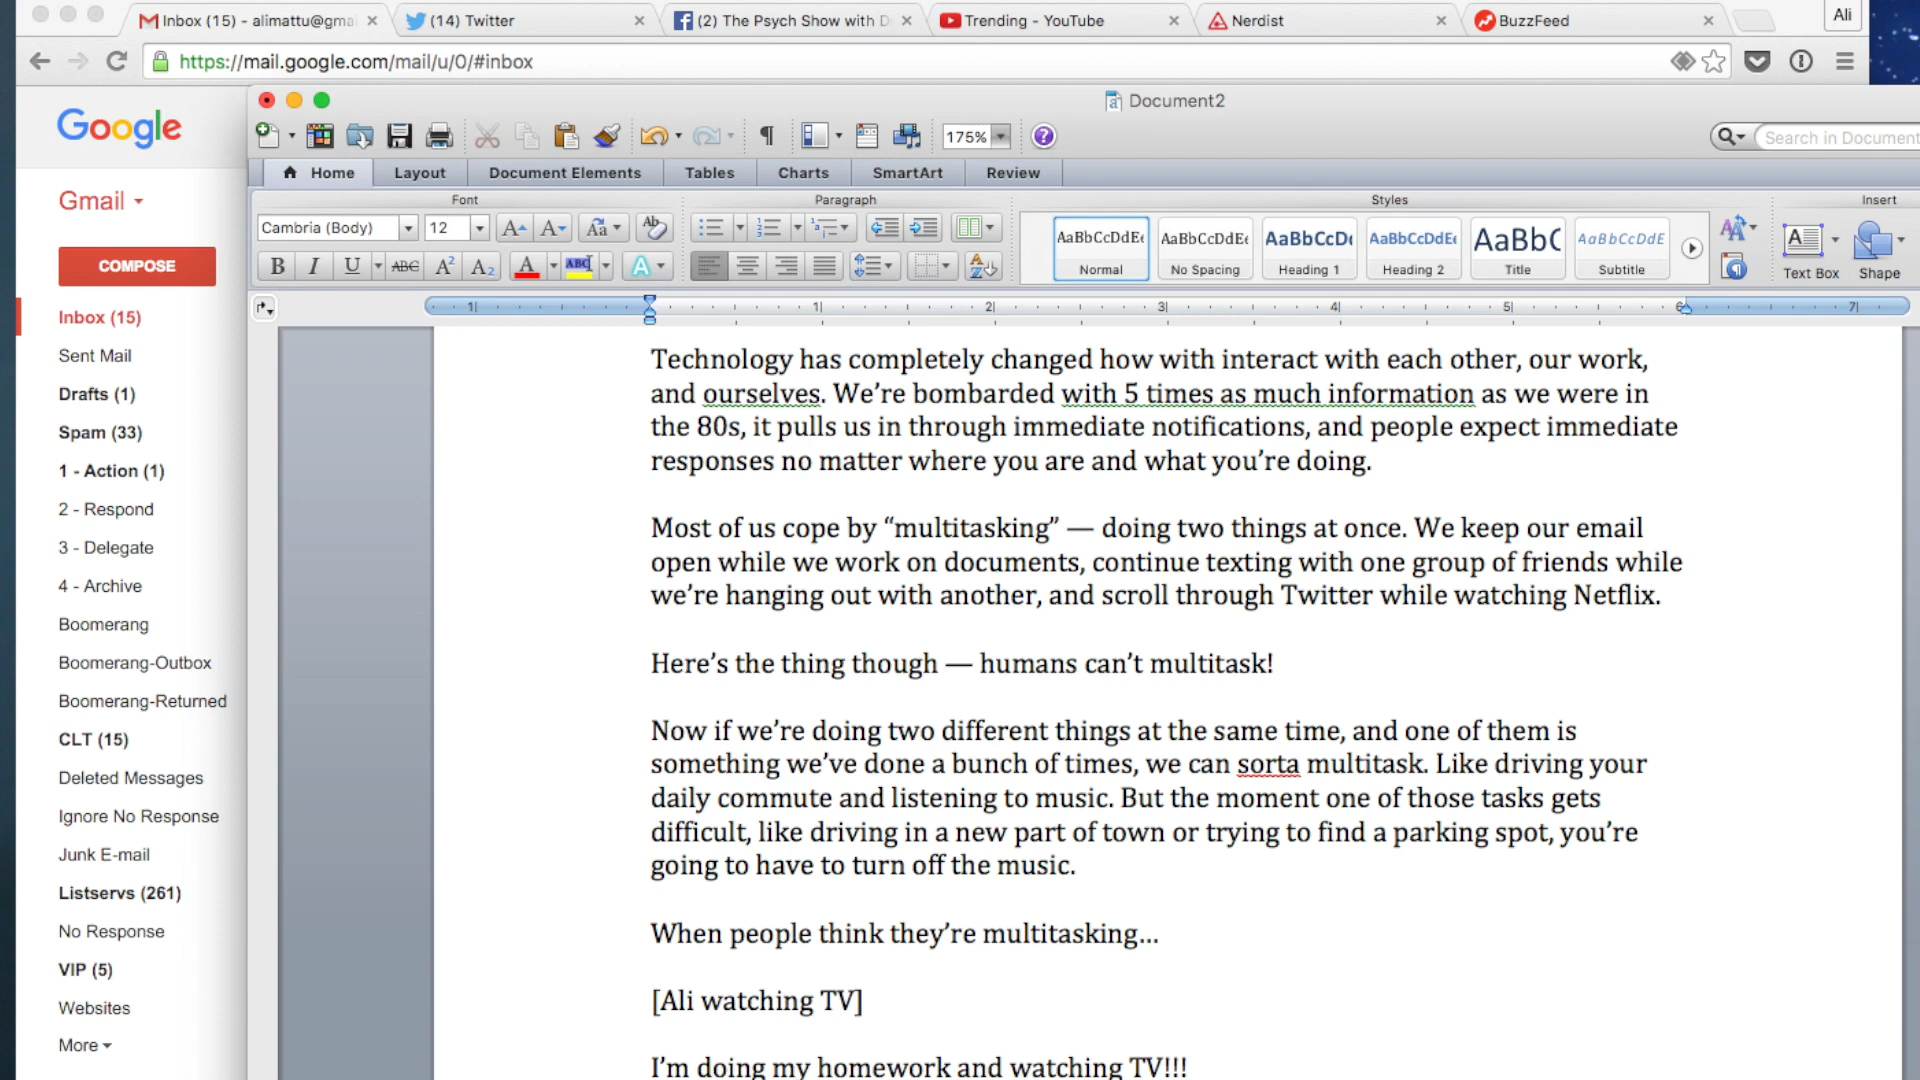 Inbox (15) - alimattu@gma
(14) Twitter
(2) The Psych Show with D
Trending - YouTube
Nerdist
BuzzFeed
Ali
https://mail.google.com/mail/u/0/#inbox
Google
Gmail
COMPOSE
Inbox (15)
Sent Mail
Drafts (1)
Spam (33)
1 - Action (1)
2 - Respond
3 - Delegate
4 - Archive
Boomerang
Boomerang-Outbox
Boomerang-Returned
CLT (15)
Deleted Messages
Ignore No Response
Junk E-mail
Listservs (261)
No Response
VIP (5)
Websites
More
Document2
175%
Search in Document
Home Layout Document Elements Tables Charts SmartArt Review
Font Paragraph Styles Insert
Cambria (Body) 12
AaBbCcDdEe AaBbCcDdEe AaBbCcDc AaBbCcDdEe AaBbC AaBbCcDdE
Normal No Spacing Heading 1 Heading 2 Title Subtitle
Text Box Shape
1 1 2 3 4 5 6 7
Technology has completely changed how with interact with each other, our work,
and ourselves. We’re bombarded with 5 times as much information as we were in
the 80s, it pulls us in through immediate notifications, and people expect immediate
responses no matter where you are and what you’re doing.
Most of us cope by “multitasking” — doing two things at once. We keep our email
open while we work on documents, continue texting with one group of friends while
we’re hanging out with another, and scroll through Twitter while watching Netflix.
Here’s the thing though — humans can’t multitask!
Now if we’re doing two different things at the same time, and one of them is
something we’ve done a bunch of times, we can sorta multitask. Like driving your
daily commute and listening to music. But the moment one of those tasks gets
difficult, like driving in a new part of town or trying to find a parking spot, you’re
going to have to turn off the music.
When people think they’re multitasking…
[Ali watching TV]
I’m doing my homework and watching TV!!!